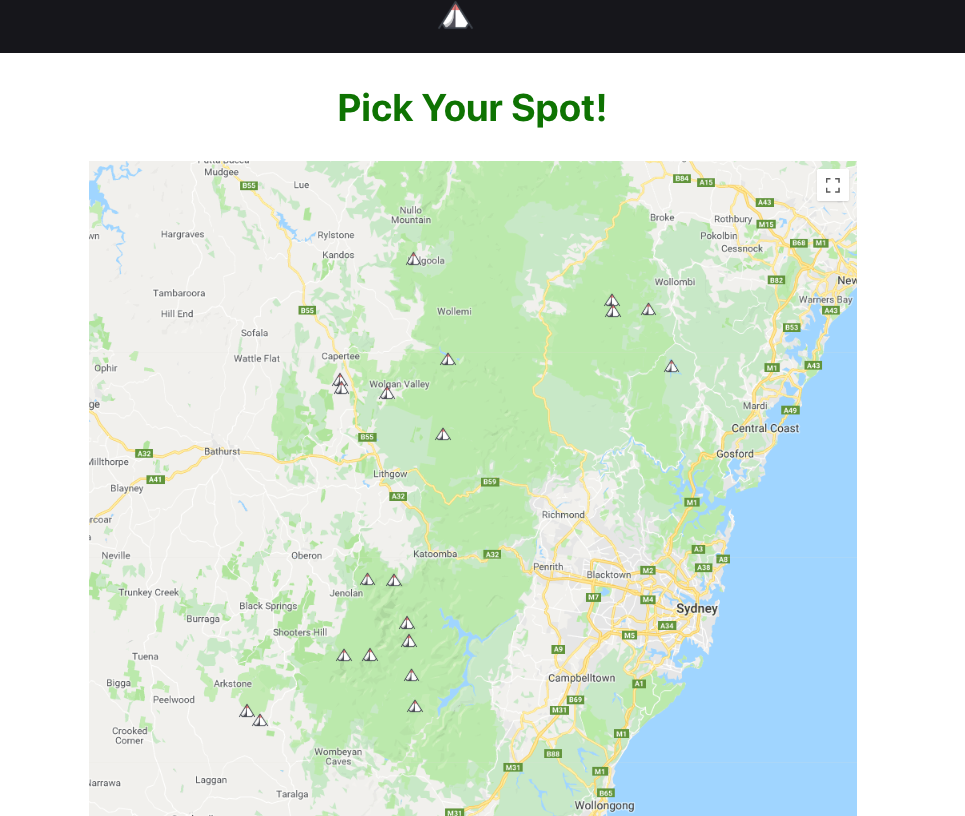 Pick Your Spot!
Mudgee
B55
Lue
Nullo
Mountain
B84
A15
A43
Broke
Rothbury
M15
Pokolbin
Cessnock
B68
M1
Hargraves
Rylstone
Kandos
Wollombi
B82
Warners Bay
A43
Tambaroora
Hill End
B55
Wollemi
B53
Sofala
Wattle Flat
Capertee
Ophir
M1
A43
Wolgan Valley
Mardi
A49
Central Coast
B55
Gosford
A32
Bathurst
Millthorpe
A41
Blayney
Lithgow
B59
A32
M1
Richmond
Neville
Oberon
Katoomba
A32
A3
A8
A38
Penrith
Blacktown
M2
Trunkey Creek
Jenolan
M7
M4
Sydney
Black Springs
Burraga
Shooters Hill
A34
M5
A9
Tuena
Bigga
Arkstone
Campbelltown
A1
Peelwood
B69
M31
Crooked
Corner
M1
Wombeyan
Caves
B88
M31
M1
Laggan
Taralga
B65
Wollongong
M31